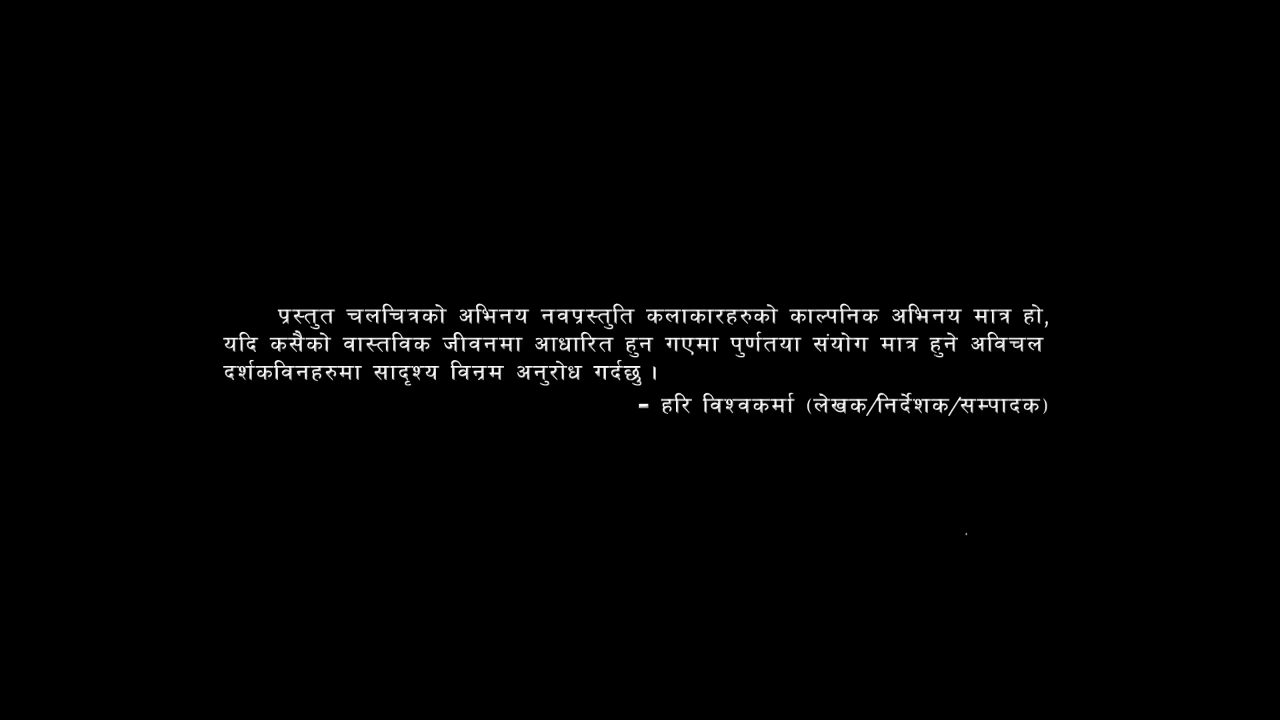 प्रस्तुत चलचित्रको अभिनय नवप्रस्तुति कलाकारहरुको काल्पनिक अभिनय मात्र हो,
यदि कसैको वास्तविक जीवनमा आधारित हुन गएमा पुर्णतया संयोग मात्र हुने अविचल
दर्शकविनहरुमा सादृश्य विन्रम अनुरोध गर्दछु ।
- हरि विश्वकर्मा (लेखक/निर्देशक/सम्पादक)